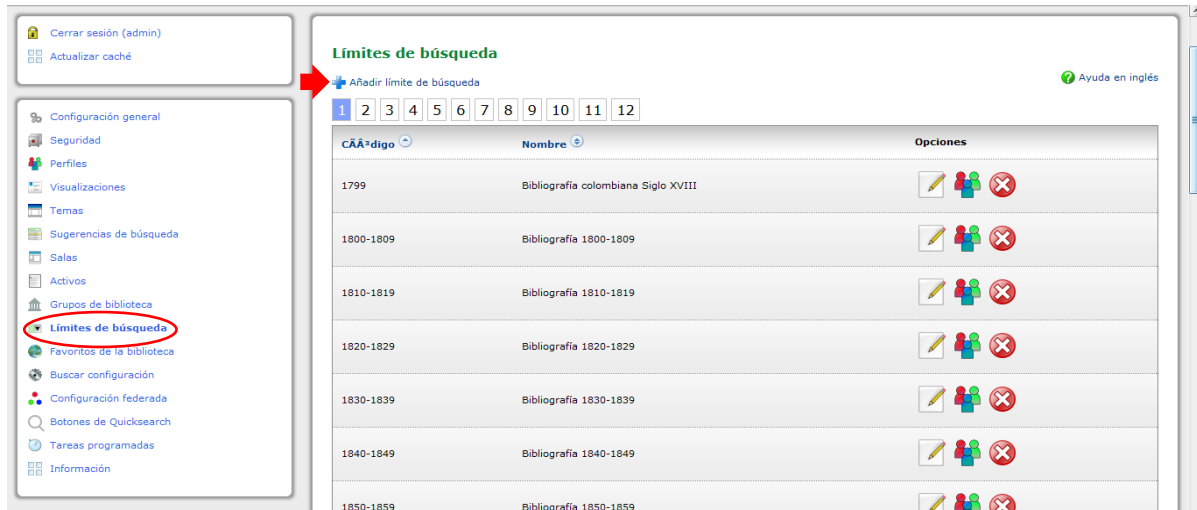 Cerrar sesión (admin)
Actualizar caché
Configuración general
Seguridad
Perfiles
Visualizaciones
Temas
Sugerencias de búsqueda
Salas
Activos
Grupos de biblioteca
Límites de búsqueda
Favoritos de la biblioteca
Buscar configuración
Configuración federada
Botones de Quicksearch
Tareas programadas
Información
Límites de búsqueda
Añadir límite de búsqueda
Ayuda en inglés
1 2 3 4 5 6 7 8 9 10 11 12
CÃÂ³digo Nombre Opciones
1799 Bibliografía colombiana Siglo XVIII
1800-1809 Bibliografía 1800-1809
1810-1819 Bibliografía 1810-1819
1820-1829 Bibliografía 1820-1829
1830-1839 Bibliografía 1830-1839
1840-1849 Bibliografía 1840-1849
1850-1859 Bibliografía 1850-1859